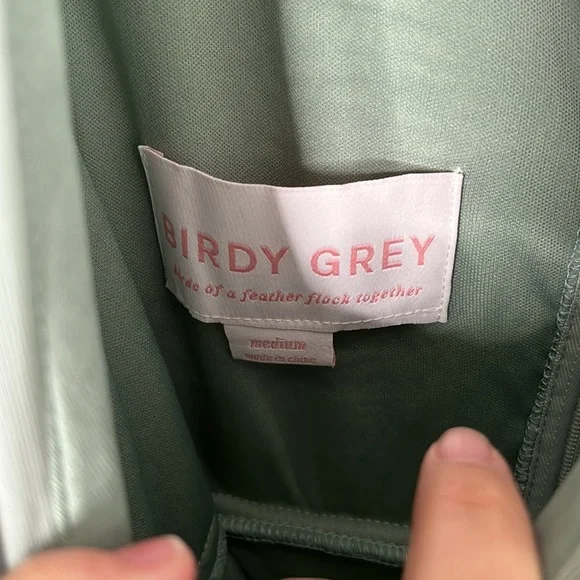 BIRDY GREY
birds of a feather flock together
medium
made in china